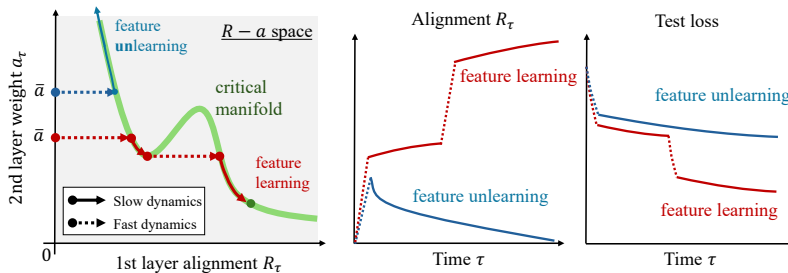 feature
unlearning
R − a space
critical
manifold
feature
learning
ā
ā
Slow dynamics
Fast dynamics
0
2nd layer weight a_τ
1st layer alignment R_τ
Alignment R_τ
feature learning
feature unlearning
Time τ
Test loss
feature unlearning
feature learning
Time τ